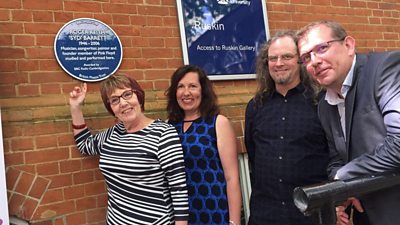 ROGER KEITH
'SYD' BARRETT
1946 - 2006
Musician, songwriter, painter and
founder member of Pink Floyd
studied and performed here.
Awarded by
BBC Radio Cambridgeshire
University
Ruskin
Access to Ruskin Gallery